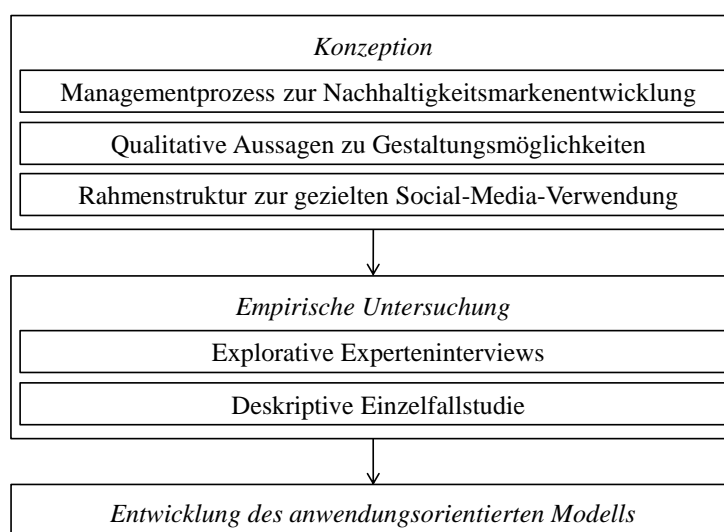 Konzeption
Managementprozess zur Nachhaltigkeitsmarkenentwicklung
Qualitative Aussagen zu Gestaltungsmöglichkeiten
Rahmenstruktur zur gezielten Social-Media-Verwendung
Empirische Untersuchung
Explorative Experteninterviews
Deskriptive Einzelfallstudie
Entwicklung des anwendungsorientierten Modells